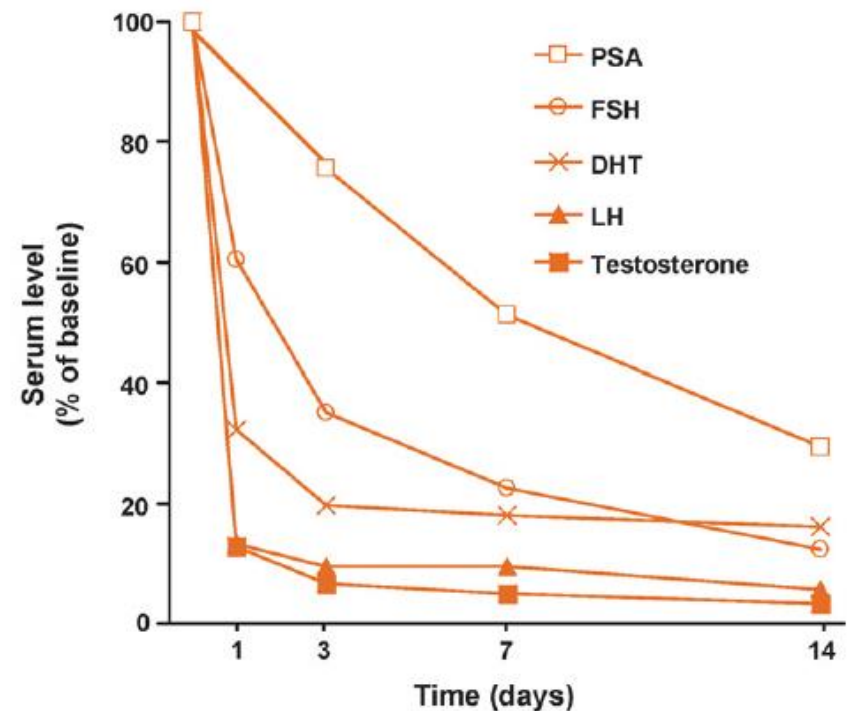 100
80
60
40
20
0
Serum level
(% of baseline)
PSA
FSH
DHT
LH
Testosterone
1 3 7 14
Time (days)